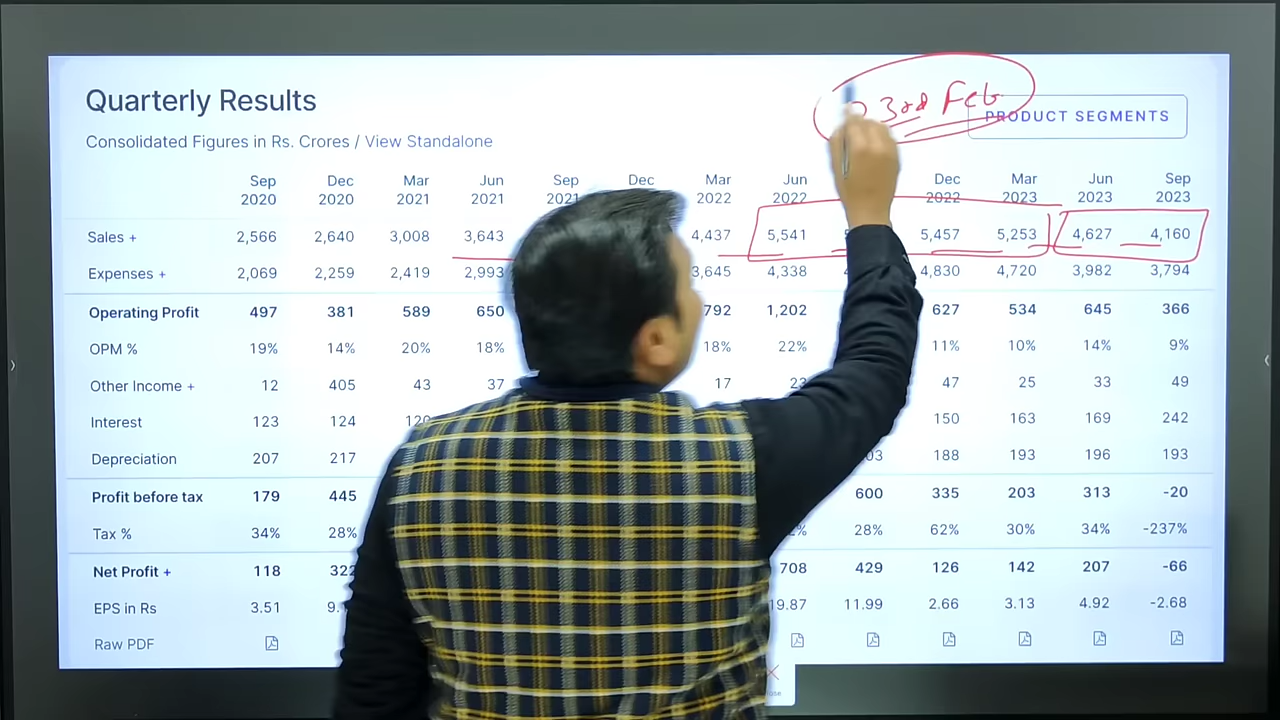 Quarterly Results
3rd Feb
PRODUCT SEGMENTS
Consolidated Figures in Rs. Crores / View Standalone
Sep 2020 Dec 2020 Mar 2021 Jun 2021 Sep 2021 Dec Mar 2022 Jun 2022 Dec 2022 Mar 2023 Jun 2023 Sep 2023
Sales + 2,566 2,640 3,008 3,643 4,437 5,541 5,457 5,253 4,627 4,160
Expenses + 2,069 2,259 2,419 2,993 3,645 4,338 4,830 4,720 3,982 3,794
Operating Profit 497 381 589 650 792 1,202 627 534 645 366
OPM % 19% 14% 20% 18% 18% 22% 11% 10% 14% 9%
Other Income + 12 405 43 37 17 23 47 25 33 49
Interest 123 124 150 163 169 242
Depreciation 207 217 188 193 196 193
Profit before tax 179 445 600 335 203 313 -20
Tax % 34% 28% 28% 62% 30% 34% -237%
Net Profit + 118 708 429 126 142 207 -66
EPS in Rs 3.51 19.87 11.99 2.66 3.13 4.92 -2.68
Raw PDF